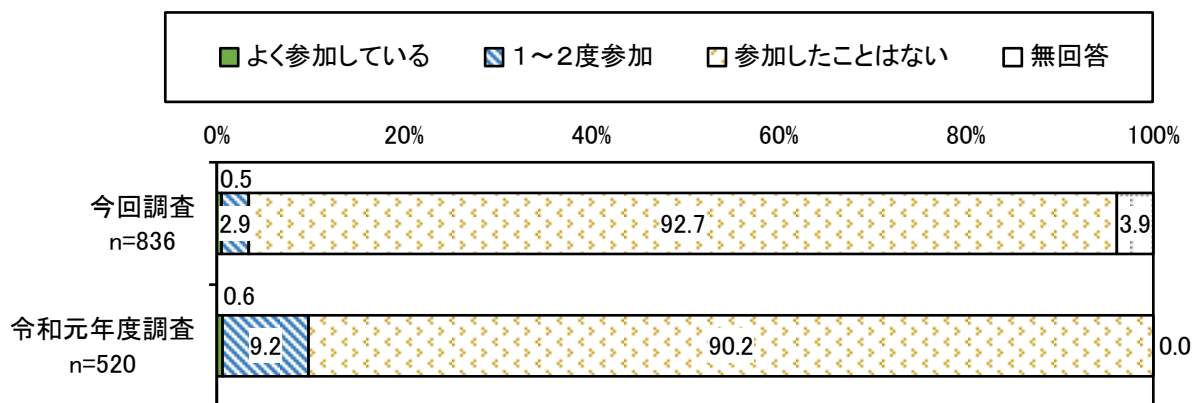 よく参加している １～２度参加 参加したことはない 無回答
0% 20% 40% 60% 80% 100%
0.5
今回調査
n=836
2.9 92.7 3.9
0.6
令和元年度調査
n=520
9.2 90.2 0.0